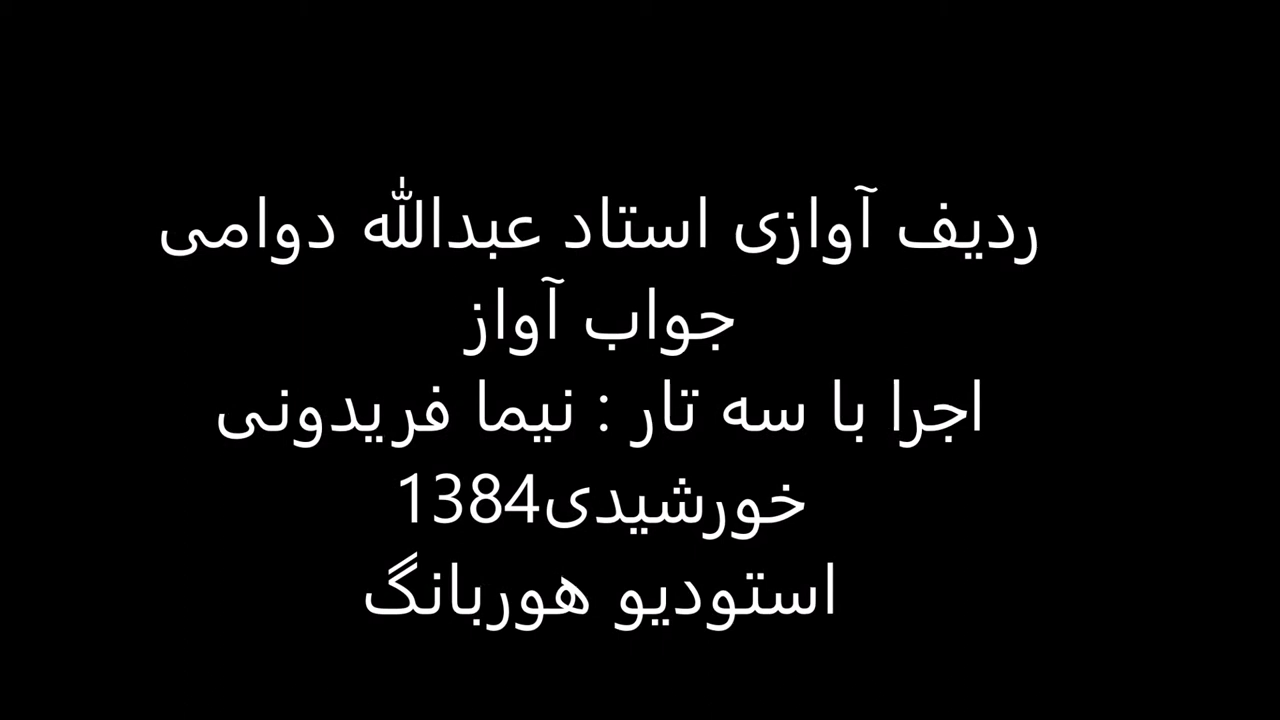 ردیف آوازی استاد عبدالله دوامی
جواب آواز
اجرا با سه تار : نیما فریدونی
خورشیدی1384
استودیو هوربانگ